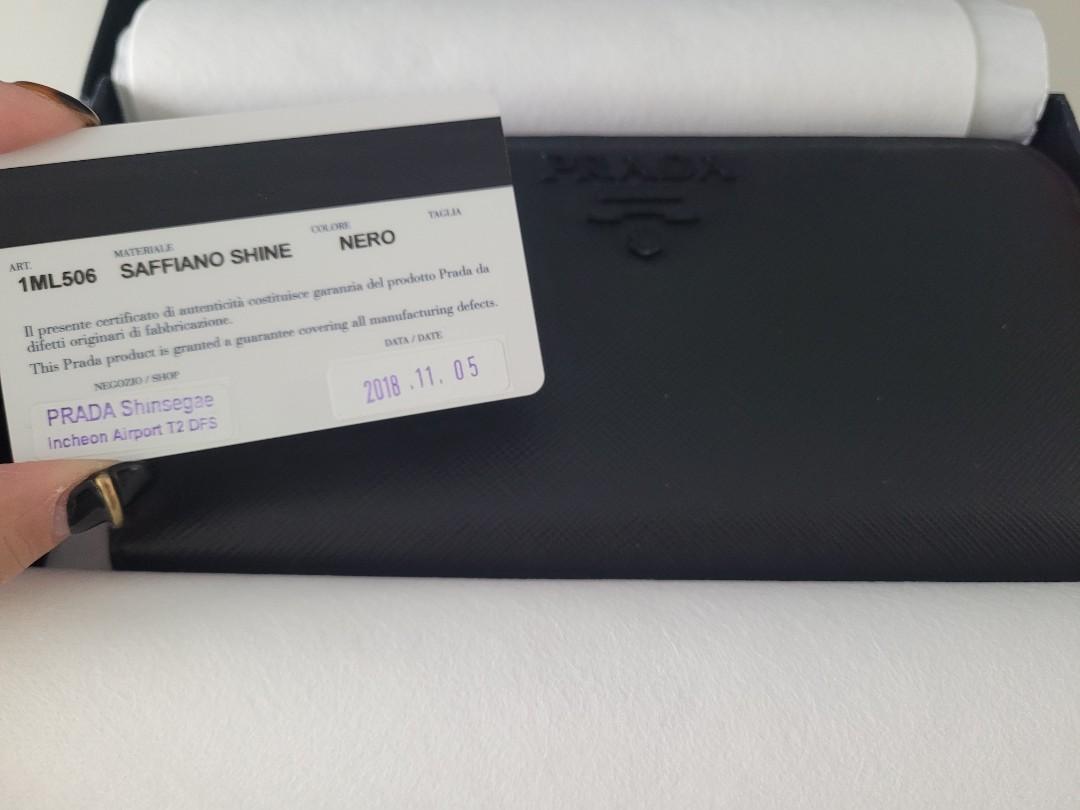 PRADA
ART. MATERIALE COLORE TAGLIA
1ML506 SAFFIANO SHINE NERO
Il presente certificato di autenticità costituisce garanzia del prodotto Prada da
difetti originari di fabbricazione.
This Prada product is granted a guarantee covering all manufacturing defects.
NEGOZIO / SHOP DATA / DATE
PRADA Shinsegae 2018 .11. 05
Incheon Airport T2 DFS